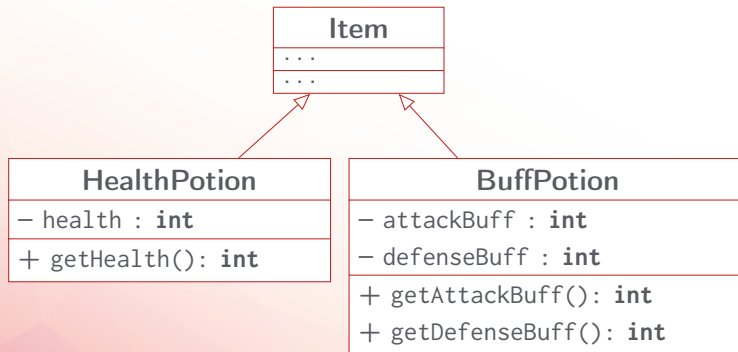 Item
...
...
HealthPotion
− health : int
+ getHealth(): int
BuffPotion
− attackBuff : int
− defenseBuff : int
+ getAttackBuff(): int
+ getDefenseBuff(): int